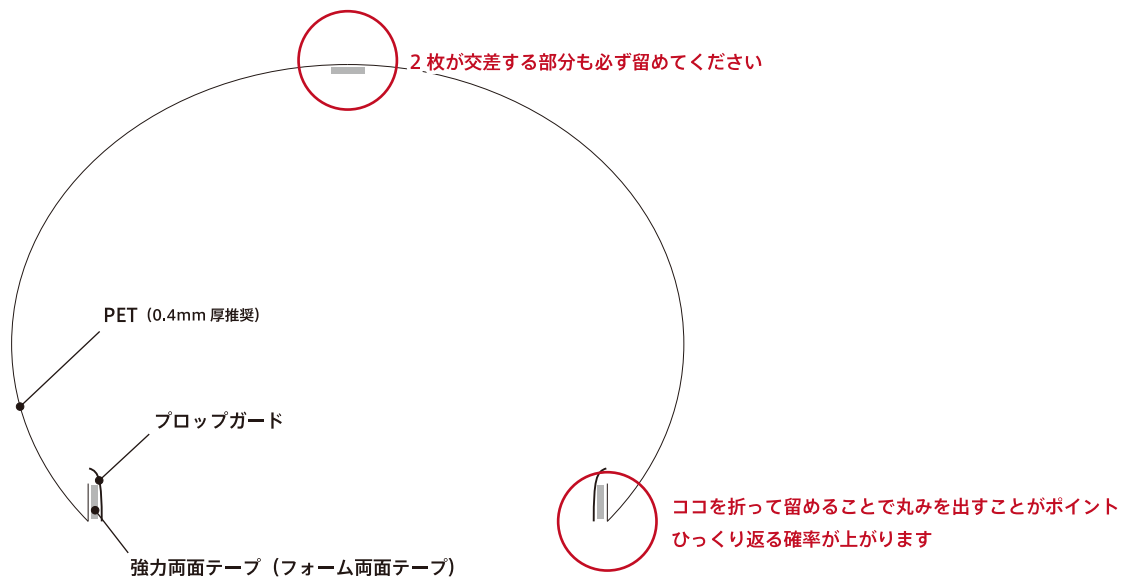 2枚が交差する部分も必ず留めてください
PET（0.4mm 厚推奨）
プロップガード
ココを折って留めることで丸みを出すことがポイント
ひっくり返る確率が上がります
強力両面テープ（フォーム両面テープ）